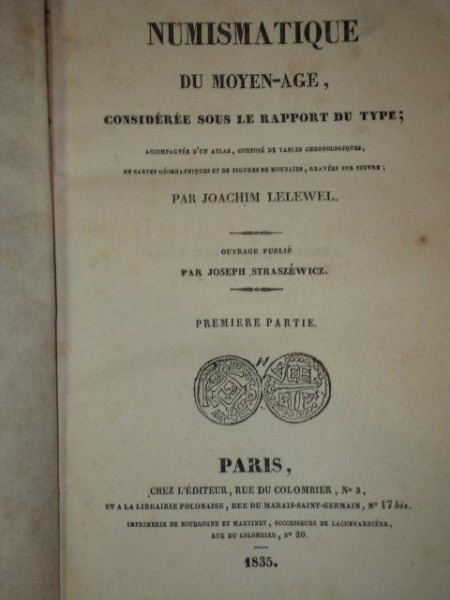 NUMISMATIQUE
DU MOYEN-AGE,
CONSIDÉRÉE SOUS LE RAPPORT DU TYPE;
ACCOMPAGNÉE D'UN ATLAS, COMPOSÉ DE TABLES CHRONOLOGIQUES,
DE CARTES GÉOGRAPHIQUES ET DE FIGURES DE MONNAIES, GRAVÉES SUR CUIVRE;
PAR JOACHIM LELEWEL.
OUVRAGE PUBLIÉ
PAR JOSEPH STRASZÉWICZ.
PREMIERE PARTIE.
PARIS,
CHEZ L'ÉDITEUR, RUE DU COLOMBIER, No 3,
ET A LA LIBRAIRIE POLONAISE, RUE DU MARAIS-SAINT-GERMAIN, No 17 bis.
IMPRIMERIE DE BOURGOGNE ET MARTINET, SUCCESSEURS DE LACHEVARDIÈRE,
RUE DU COLOMBIER, No 30.
1835.